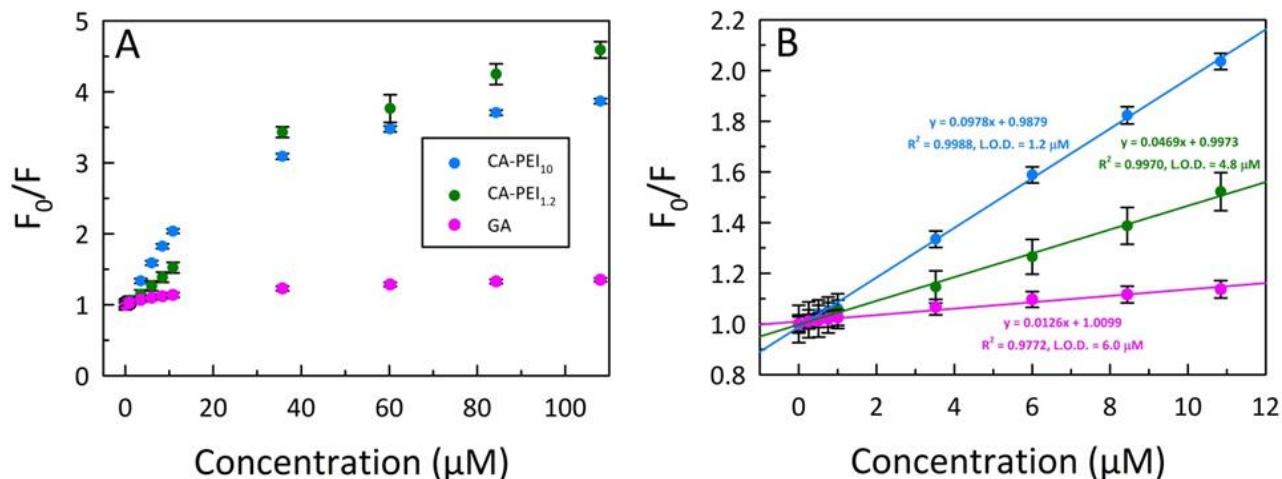 A
F₀/F
5
4
3
2
1
0
0
20
40
60
80
100
Concentration (µM)
CA-PEI₁₀
CA-PEI₁.₂
GA
B
F₀/F
2.2
2.0
1.8
1.6
1.4
1.2
1.0
0.8
0
2
4
6
8
10
12
Concentration (µM)
y = 0.0978x + 0.9879
R² = 0.9988, L.O.D. = 1.2 µM
y = 0.0469x + 0.9973
R² = 0.9970, L.O.D. = 4.8 µM
y = 0.0126x + 1.0099
R² = 0.9772, L.O.D. = 6.0 µM